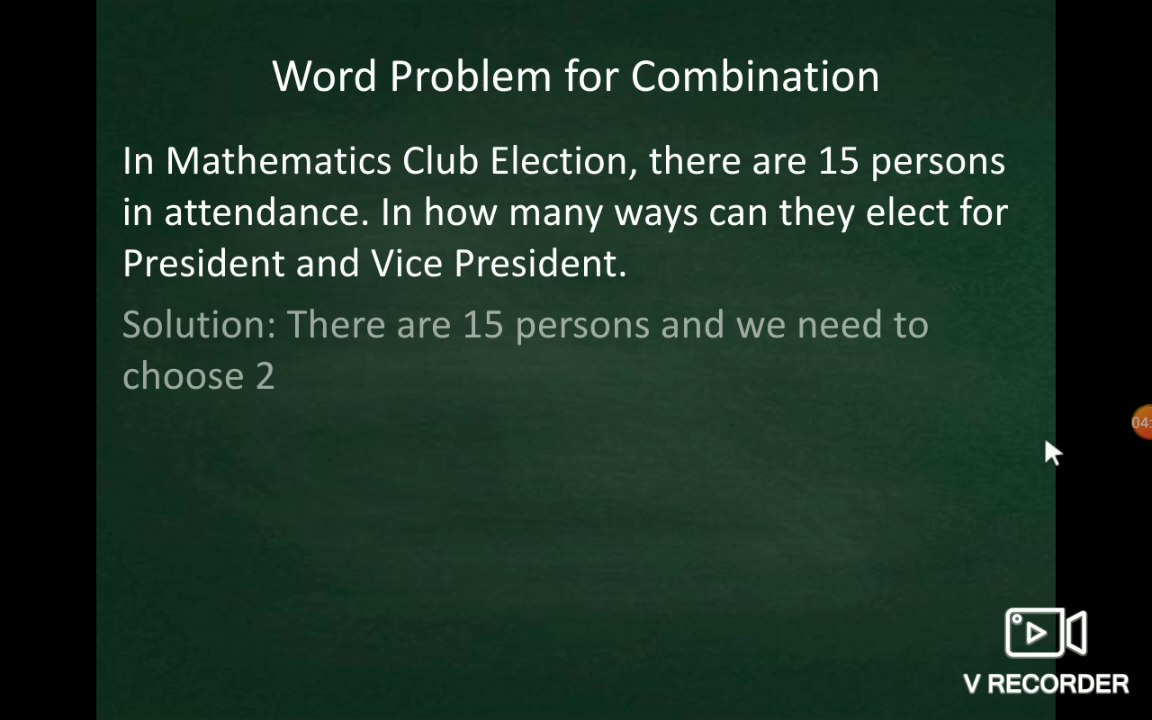 Word Problem for Combination
In Mathematics Club Election, there are 15 persons
in attendance. In how many ways can they elect for
President and Vice President.
Solution: There are 15 persons and we need to
choose 2
04:
V RECORDER